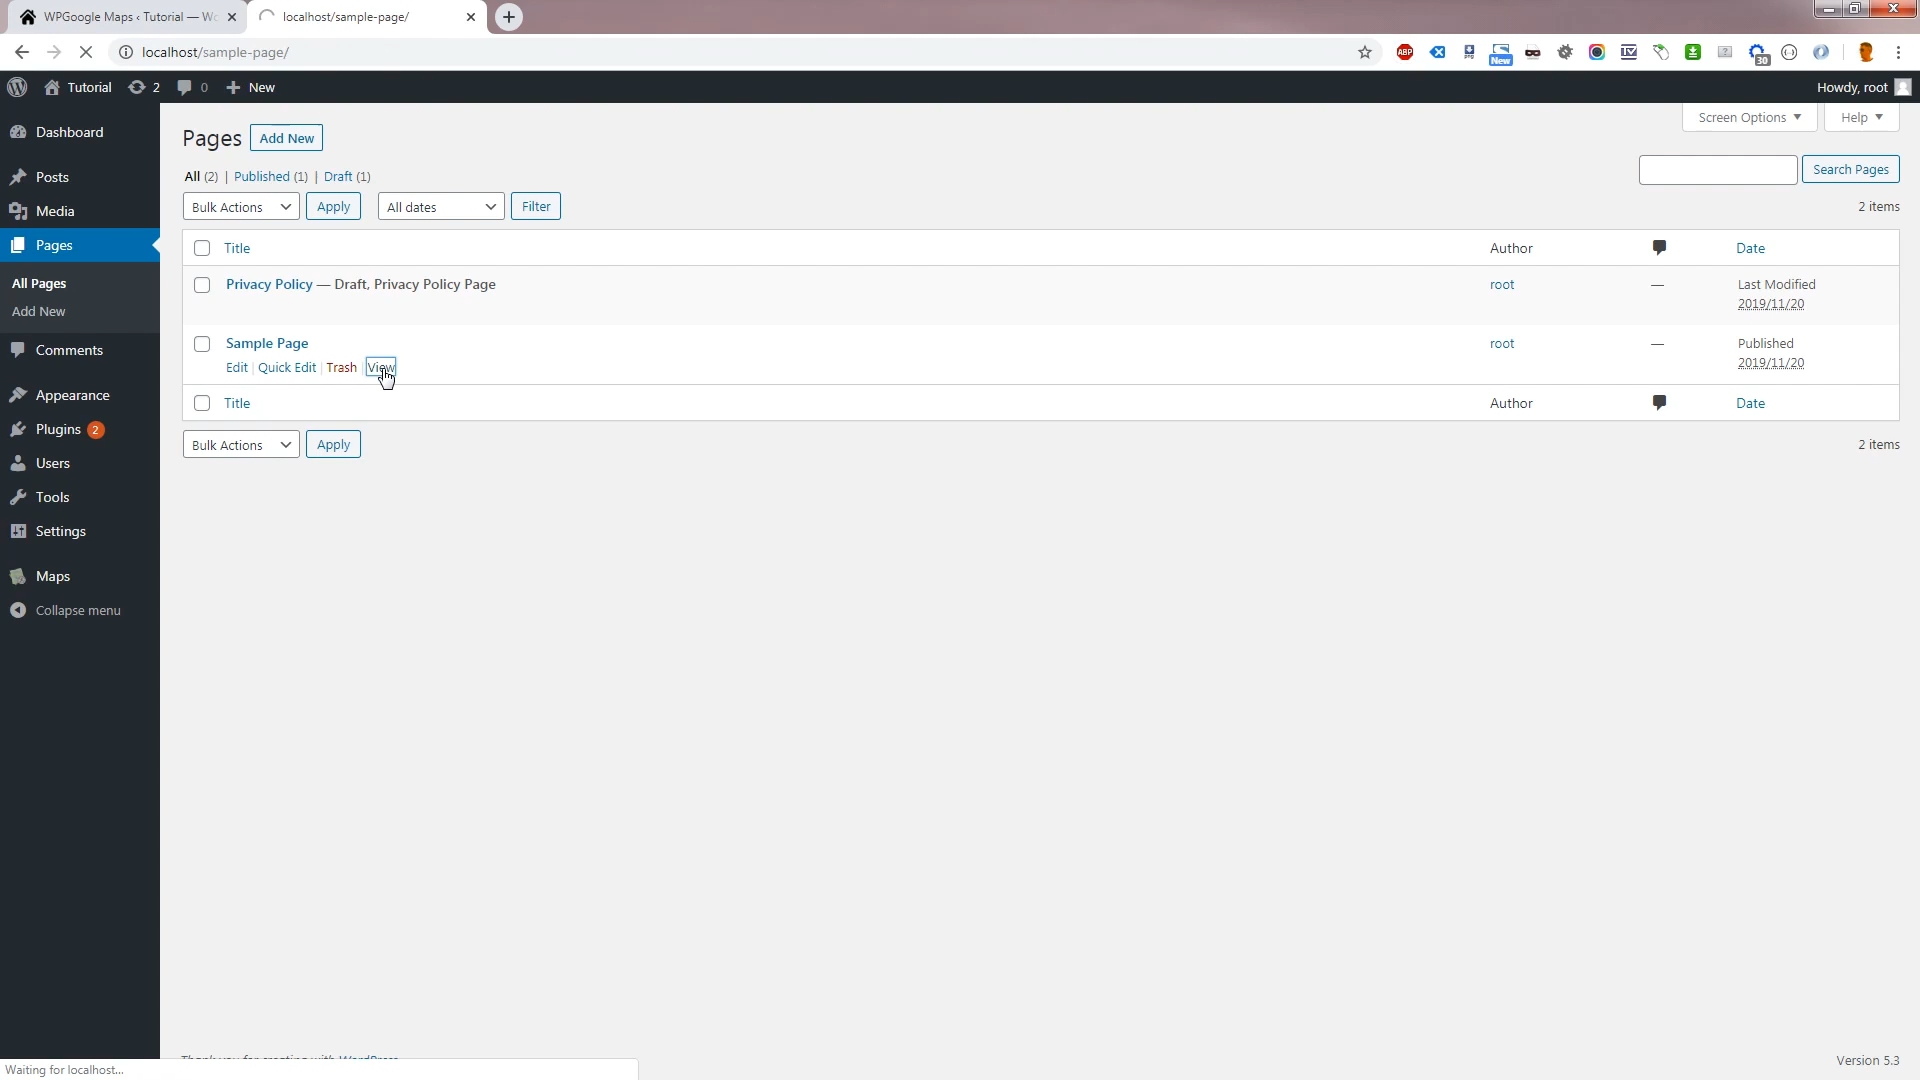 WPGoogle Maps ‹ Tutorial — Wo
localhost/sample-page/
localhost/sample-page/
ABP
New
30
Tutorial 2 0 New
Howdy, root
Dashboard
Posts
Media
Pages
All Pages
Add New
Comments
Appearance
Plugins 2
Users
Tools
Settings
Maps
Collapse menu
Screen Options Help
Pages Add New
All (2) | Published (1) | Draft (1)
Search Pages
Bulk Actions Apply All dates Filter
2 items
Title Author Date
Privacy Policy — Draft, Privacy Policy Page root — Last Modified
2019/11/20
Sample Page root — Published
Edit | Quick Edit | Trash | View 2019/11/20
Title Author Date
Bulk Actions Apply
2 items
Thank you for creating with WordPress
Version 5.3
Waiting for localhost...